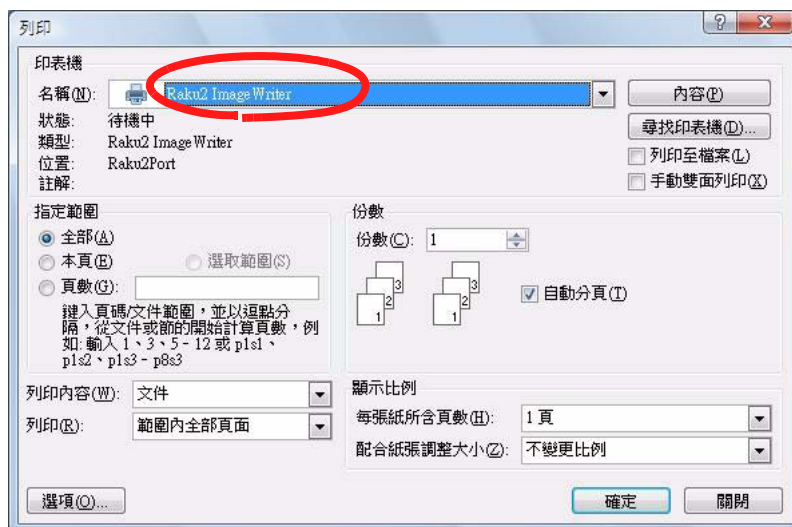 列印
印表機
名稱(N): Raku2 ImageWriter
內容(P)
狀態: 待機中
尋找印表機(D)...
類型: Raku2 ImageWriter
位置: Raku2Port
列印至檔案(L)
註解:
手動雙面列印(X)
指定範圍
全部(A)
本頁(E) 選取範圍(S)
頁數(G):
鍵入頁碼/文件範圍,並以逗點分
隔,從文件或節的開始計算頁數,例
如: 輸入 1、3、5 - 12 或 p1s1、
p1s2、p1s3 - p8s3
份數
份數(C): 1
1 2 3 1 2 3
自動分頁(T)
列印內容(W): 文件
列印(R): 範圍內全部頁面
顯示比例
每張紙所含頁數(H): 1 頁
配合紙張調整大小(Z): 不變更比例
選項(O)...
確定
關閉